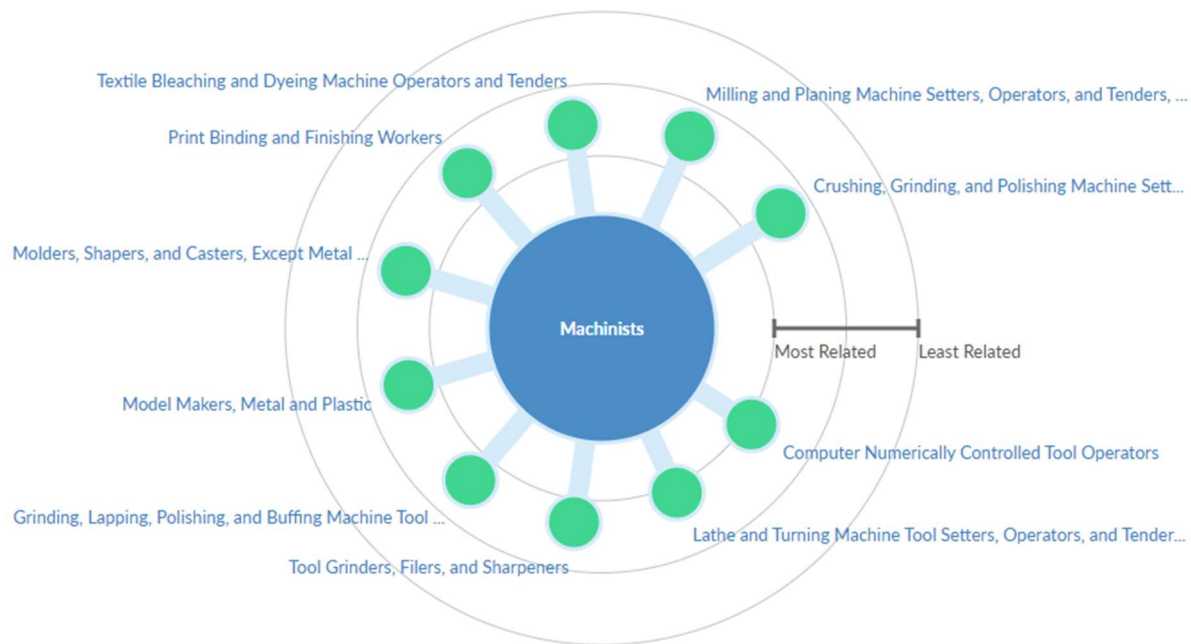 Textile Bleaching and Dyeing Machine Operators and Tenders
Milling and Planing Machine Setters, Operators, and Tenders, ...
Print Binding and Finishing Workers
Crushing, Grinding, and Polishing Machine Sett...
Molders, Shapers, and Casters, Except Metal ...
Machinists
Most Related
Least Related
Model Makers, Metal and Plastic
Computer Numerically Controlled Tool Operators
Grinding, Lapping, Polishing, and Buffing Machine Tool ...
Lathe and Turning Machine Tool Setters, Operators, and Tender...
Tool Grinders, Filers, and Sharpeners